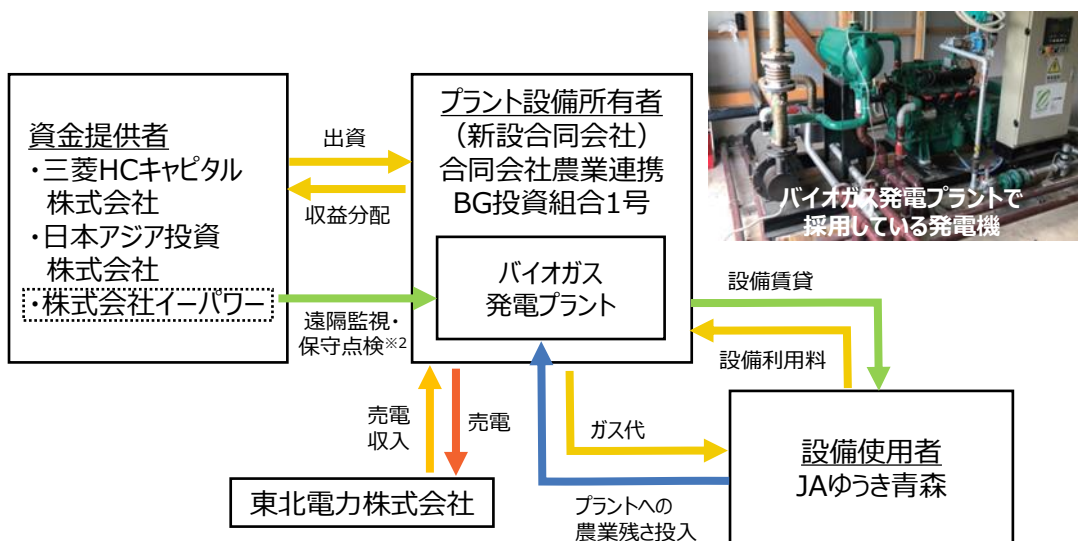 資金提供者
・三菱HCキャピタル
株式会社
・日本アジア投資
株式会社
・株式会社イーパワー
出資
収益分配
遠隔監視・
保守点検※2
プラント設備所有者
（新設合同会社）
合同会社農業連携
BG投資組合1号
バイオガス
発電プラント
バイオガス発電プラントで
採用している発電機
設備賃貸
設備利用料
売電
収入
売電
ガス代
プラントへの
農業残さ投入
東北電力株式会社
設備使用者
JAゆうき青森